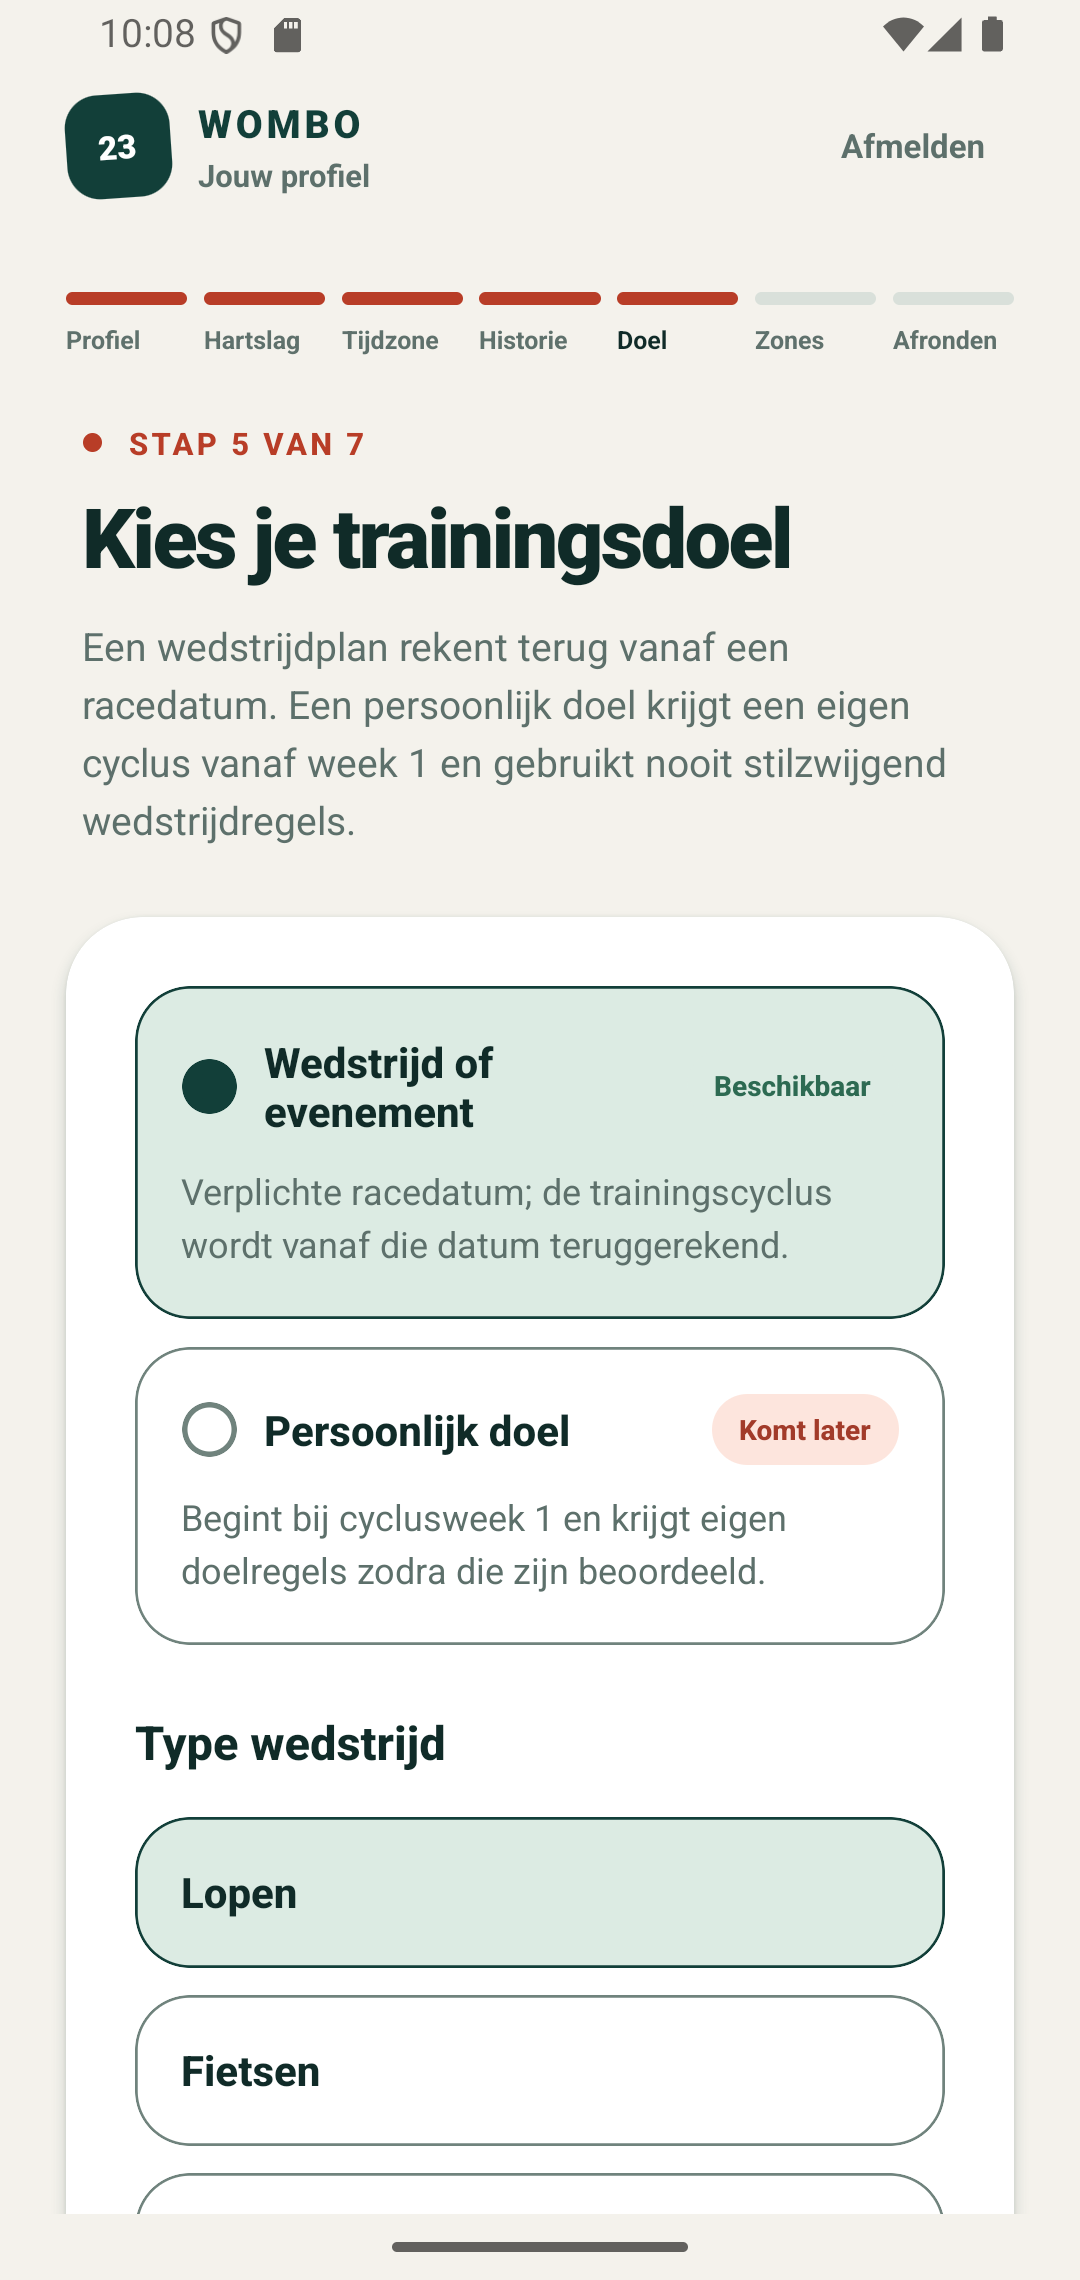 10:08
23
WOMBO
Jouw profiel
Afmelden
Profiel
Hartslag
Tijdzone
Historie
Doel
Zones
Afronden
STAP 5 VAN 7
Kies je trainingsdoel
Een wedstrijdplan rekent terug vanaf een
racedatum. Een persoonlijk doel krijgt een eigen
cyclus vanaf week 1 en gebruikt nooit stilzwijgend
wedstrijdregels.
Wedstrijd of
evenement
Beschikbaar
Verplichte racedatum; de trainingscyclus
wordt vanaf die datum teruggerekend.
Persoonlijk doel
Komt later
Begint bij cyclusweek 1 en krijgt eigen
doelregels zodra die zijn beoordeeld.
Type wedstrijd
Lopen
Fietsen